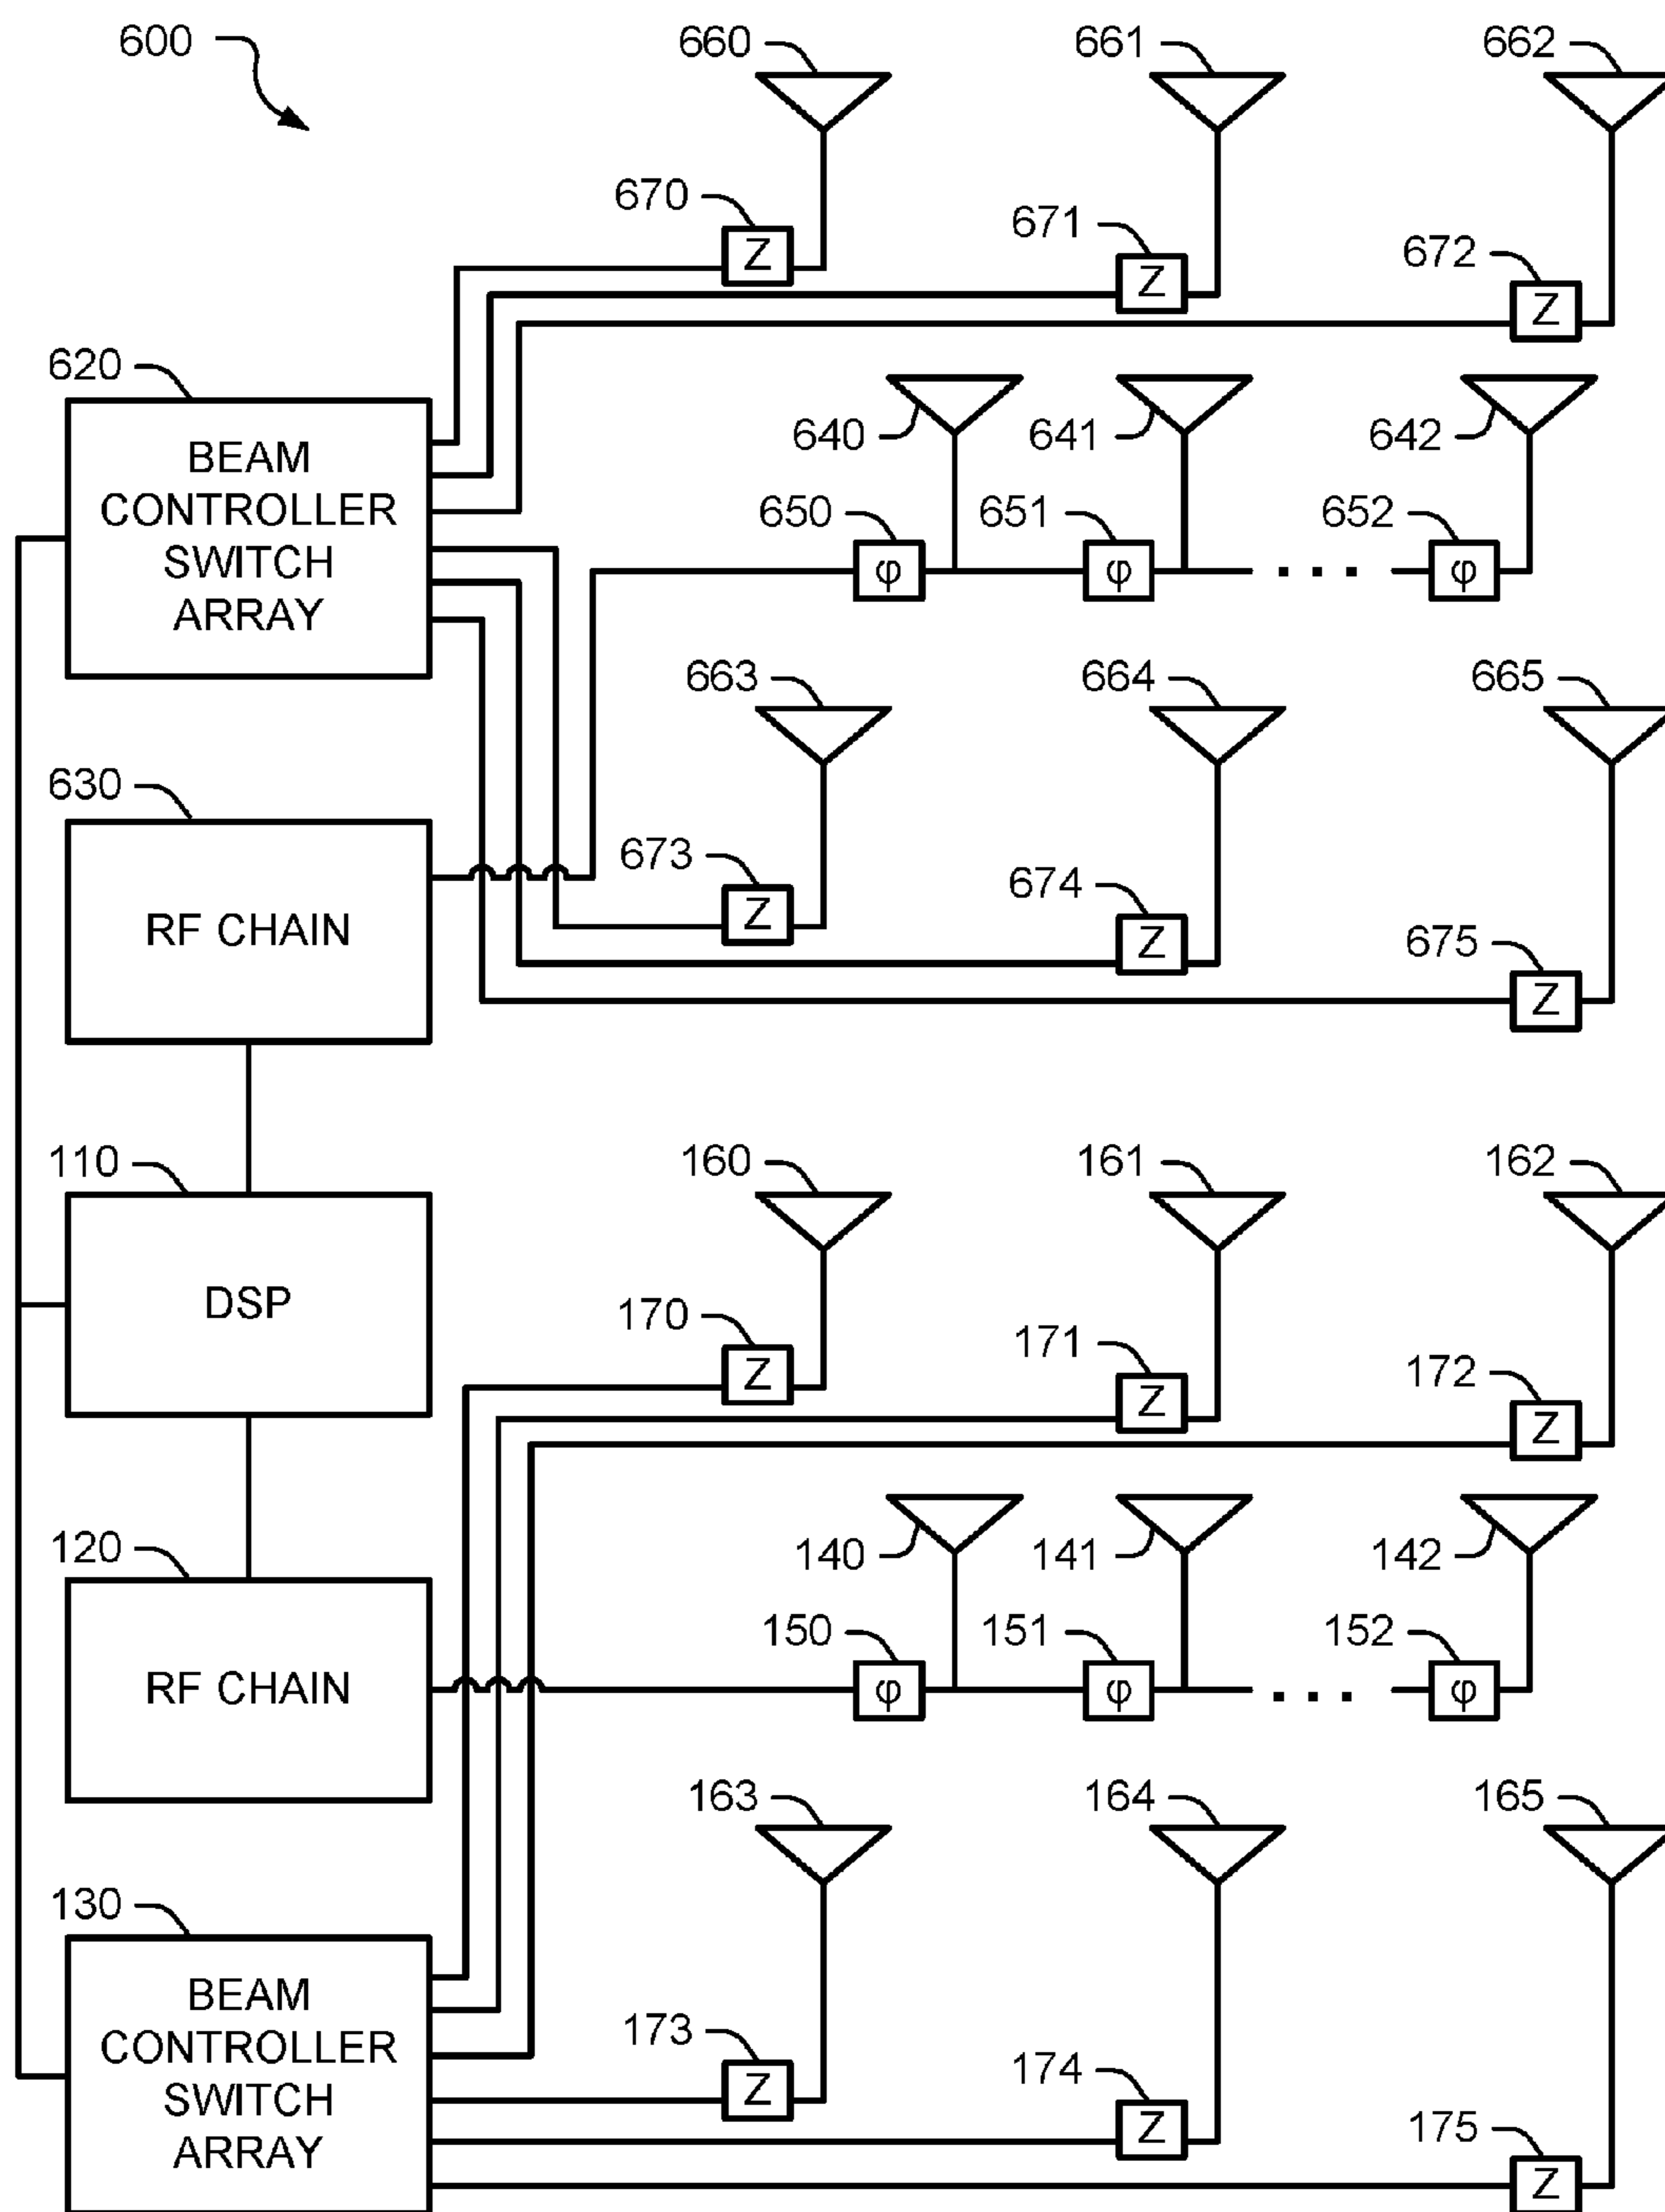 600
660
661
662
670
671
672
Z
Z
Z
620
BEAM
CONTROLLER
SWITCH
ARRAY
640
641
642
650
651
652
φ
φ
. . .
φ
663
664
665
630
RF CHAIN
673
674
675
Z
Z
Z
110
DSP
160
161
162
170
171
172
Z
Z
Z
120
RF CHAIN
140
141
142
150
151
152
φ
φ
. . .
φ
163
164
165
130
BEAM
CONTROLLER
SWITCH
ARRAY
173
174
175
Z
Z
Z